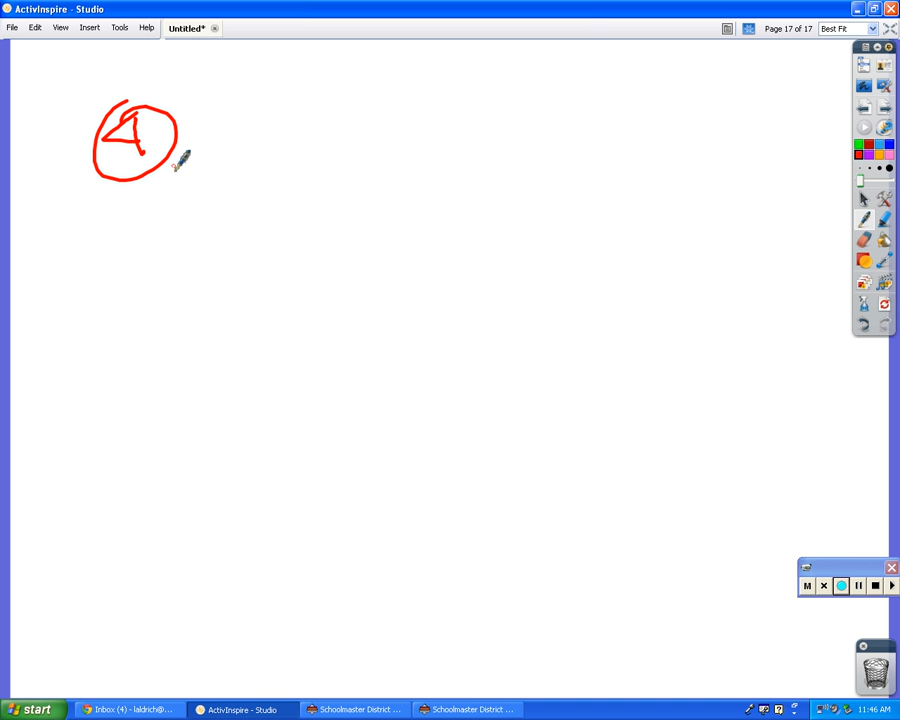 ActivInspire - Studio
File Edit View Insert Tools Help Untitled* Page 17 of 17 Best Fit
4
M
start Inbox (4) - laldrich@... ActivInspire - Studio Schoolmaster District ... Schoolmaster District ... 11:46 AM